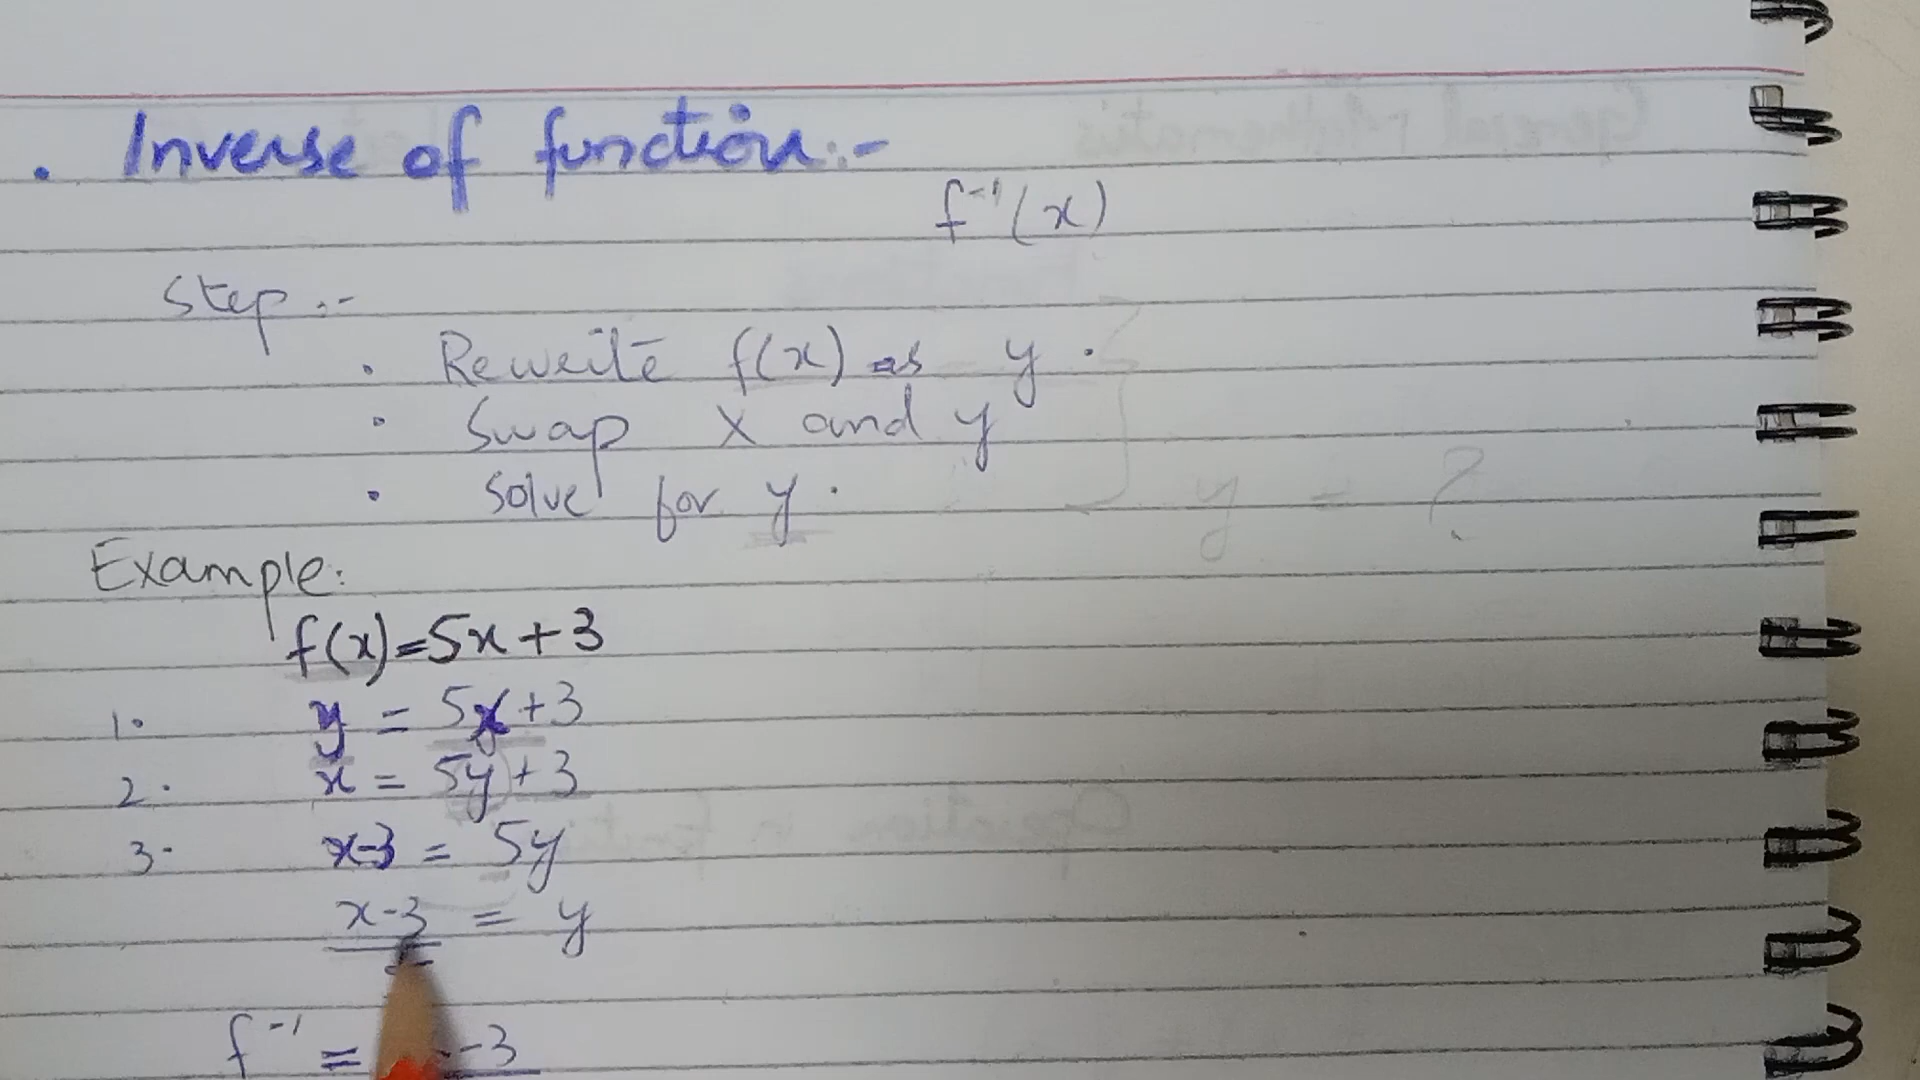 . Inverse of function:-
f⁻¹(x)
Step:-
. Rewrite f(x) as y.
. Swap x and y
. Solve for y.
y = ?
Example:
f(x)=5x+3
1. y = 5x+3
2. x = 5y+3
3. x-3 = 5y
x-3 = y
f⁻¹ = -3